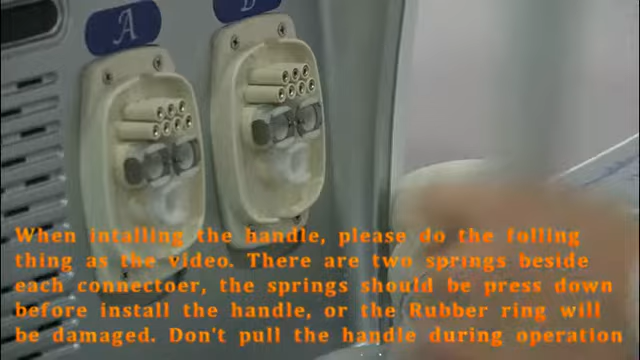 A
B
When intalling the handle, please do the fulling
thing as the video. There are two springs beside
each connectoer, the springs should be press down
before install the handle, or the Rubber ring will
be damaged. Don't pull the handle during operation